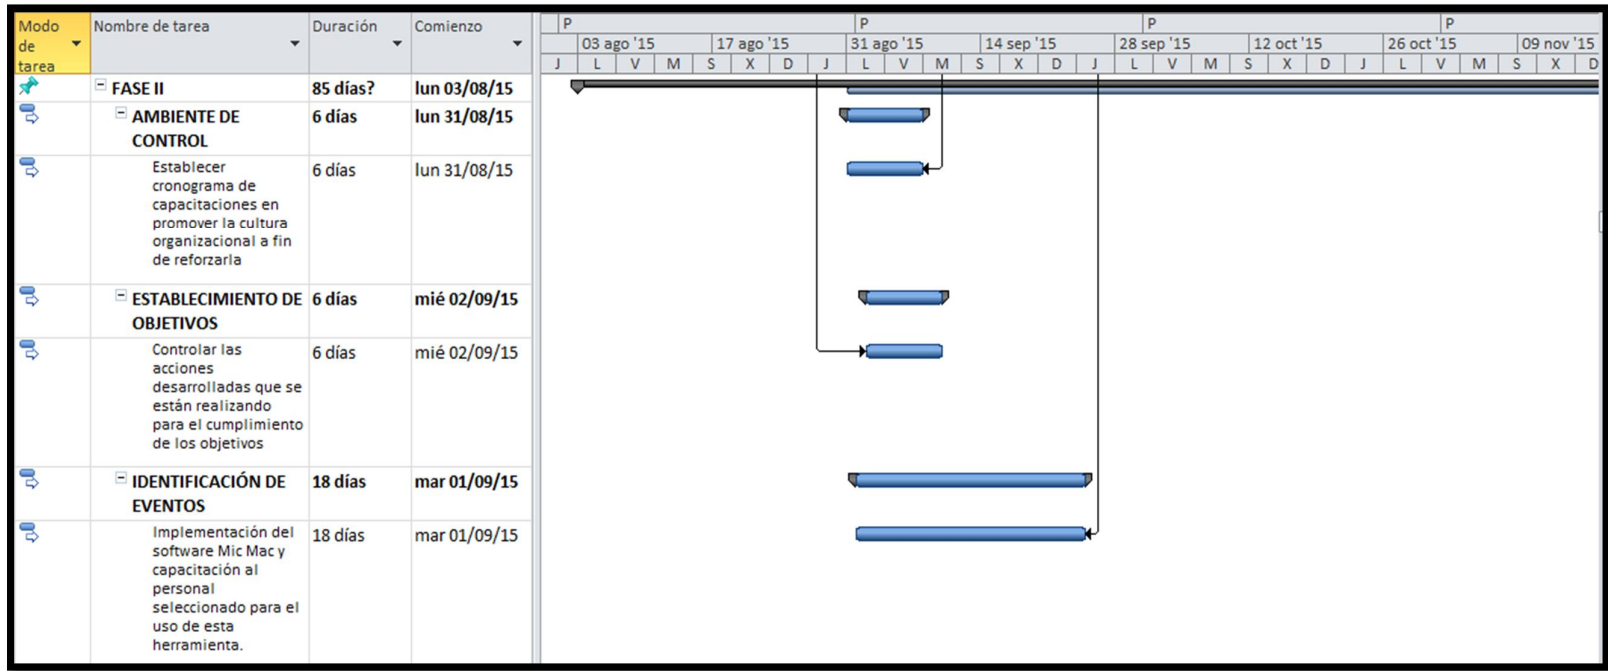 Modo de tarea
Nombre de tarea
Duración
Comienzo
P P P P
03 ago '15 17 ago '15 31 ago '15 14 sep '15 28 sep '15 12 oct '15 26 oct '15 09 nov '15
J L V M S X D J L V M S X D J L V M S X D J L V M S X D
FASE II 85 días? lun 03/08/15
AMBIENTE DE 6 días lun 31/08/15
CONTROL
Establecer 6 días lun 31/08/15
cronograma de
capacitaciones en
promover la cultura
organizacional a fin
de reforzarla
ESTABLECIMIENTO DE 6 días mié 02/09/15
OBJETIVOS
Controlar las 6 días mié 02/09/15
acciones
desarrolladas que se
están realizando
para el cumplimiento
de los objetivos
IDENTIFICACIÓN DE 18 días mar 01/09/15
EVENTOS
Implementación del 18 días mar 01/09/15
software Mic Mac y
capacitación al
personal
seleccionado para el
uso de esta
herramienta.